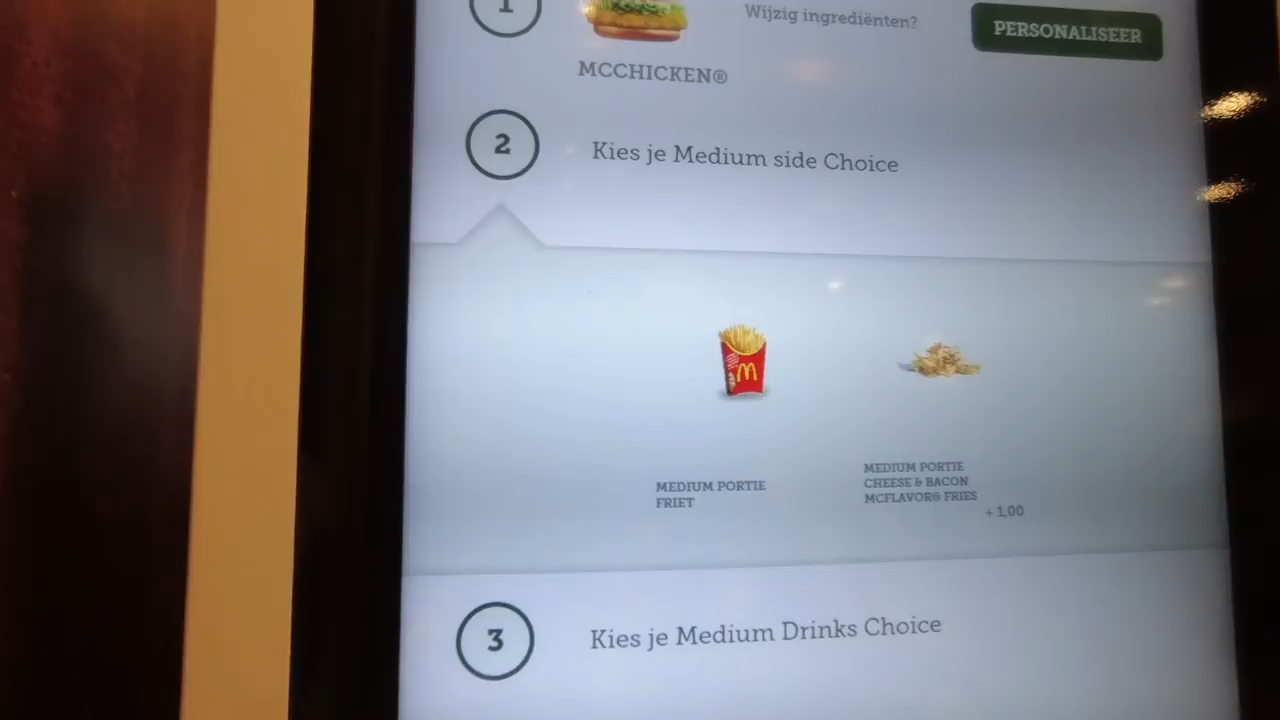 1
Wijzig ingrediënten?
PERSONALISEER
MCCHICKEN®
2
Kies je Medium side Choice
MEDIUM PORTIE
FRIET
MEDIUM PORTIE
CHEESE & BACON
MCFLAVOR® FRIES
+ 1,00
3
Kies je Medium Drinks Choice